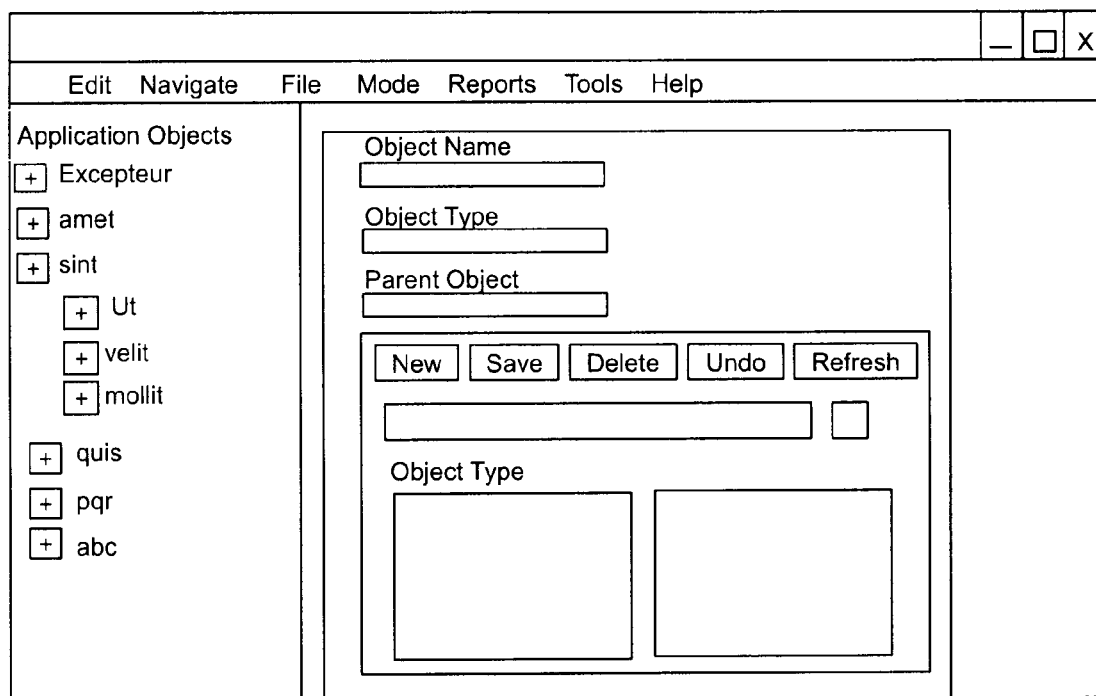 X
Edit Navigate File Mode Reports Tools Help
Application Objects
+ Excepteur
+ amet
+ sint
+ Ut
+ velit
+ mollit
+ quis
+ pqr
+ abc
Object Name
Object Type
Parent Object
New Save Delete Undo Refresh
Object Type